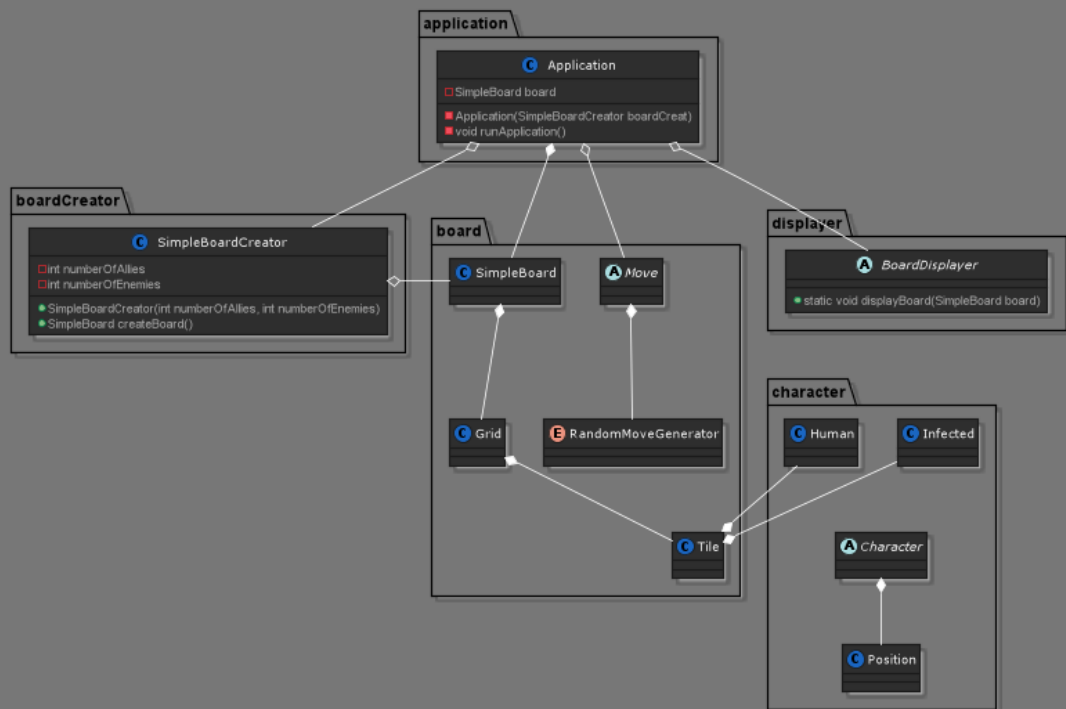 application
C Application
SimpleBoard board
Application(SimpleBoardCreator boardCreat)
void runApplication()
boardCreator
C SimpleBoardCreator
int numberOfAllies
int numberOfEnemies
SimpleBoardCreator(int numberOfAllies, int numberOfEnemies)
SimpleBoard createBoard()
board
C SimpleBoard
A Move
C Grid
E RandomMoveGenerator
C Tile
displayer
A BoardDisplayer
static void displayBoard(SimpleBoard board)
character
C Human
C Infected
A Character
C Position